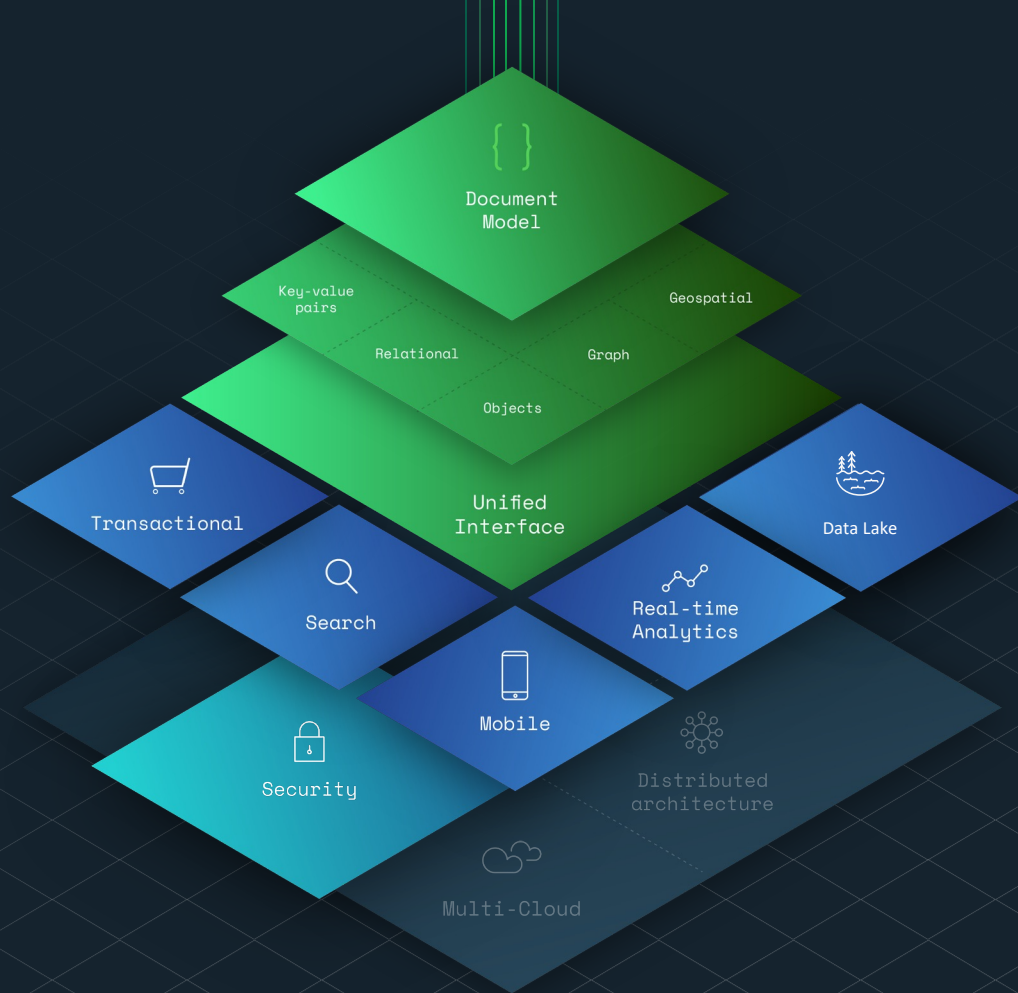 { }
Document
Model
Key-value
pairs
Geospatial
Relational
Graph
Objects
Unified
Interface
Transactional
Data Lake
Search
Real-time
Analytics
Mobile
Security
Distributed
architecture
Multi-Cloud